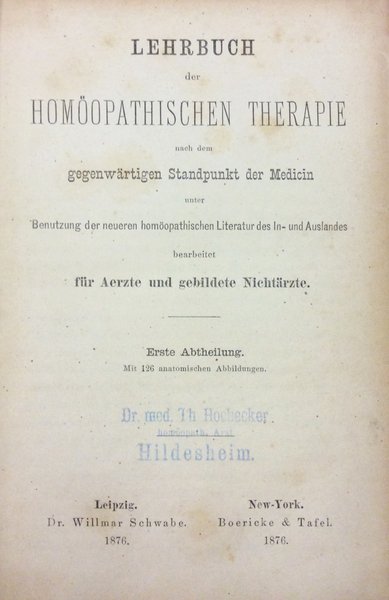 LEHRBUCH
der
HOMÖOPATHISCHEN THERAPIE
nach dem
gegenwärtigen Standpunkt der Medicin
unter
Benutzung der neueren homöopathischen Literatur des In- und Auslandes
bearbeitet
für Aerzte und gebildete Nichtärzte.
Erste Abtheilung.
Mit 126 anatomischen Abbildungen.
Dr. med. Th
homöopath. Arzt
Hildesheim.
Leipzig. New-York.
Dr. Willmar Schwabe. Boericke & Tafel.
1876. 1876.